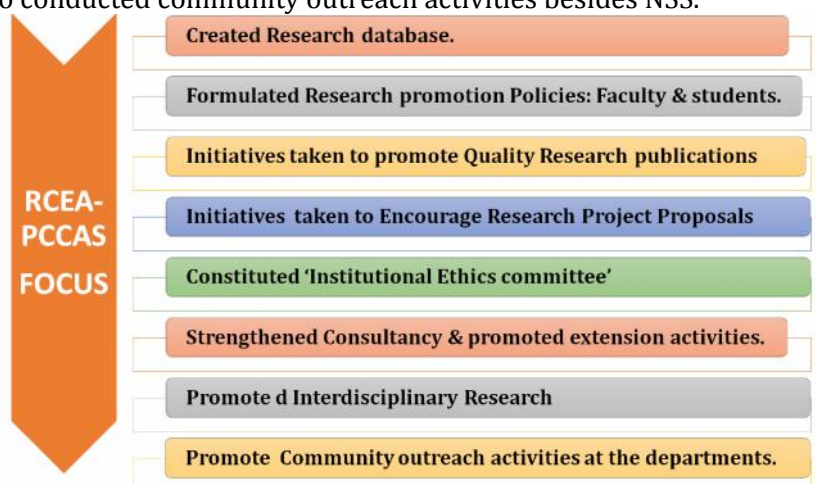 o conducted community outreach activities besides NSS.
Created Research database.
Formulated Research promotion Policies: Faculty & students.
Initiatives taken to promote Quality Research publications
RCEA-
PCCAS
FOCUS
Initiatives taken to Encourage Research Project Proposals
Constituted ‘Institutional Ethics committee’
Strengthened Consultancy & promoted extension activities.
Promote d Interdisciplinary Research
Promote Community outreach activities at the departments.